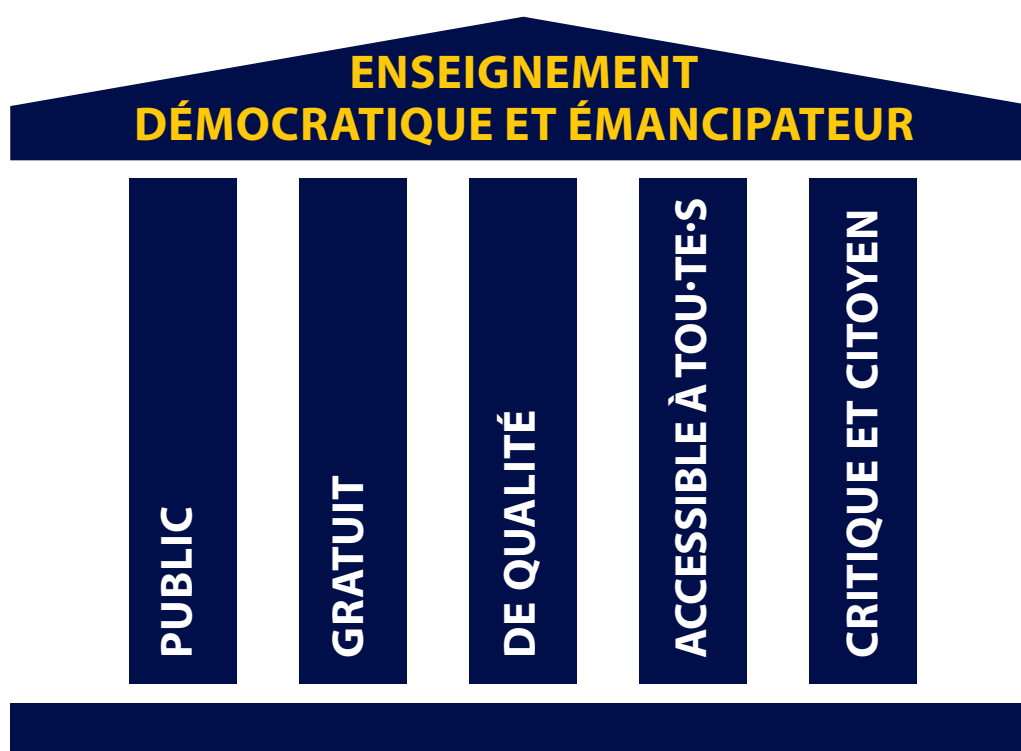 ENSEIGNEMENT
DÉMOCRATIQUE ET ÉMANCIPATEUR
PUBLIC
GRATUIT
DE QUALITÉ
ACCESSIBLE À TOU·TE·S
CRITIQUE ET CITOYEN